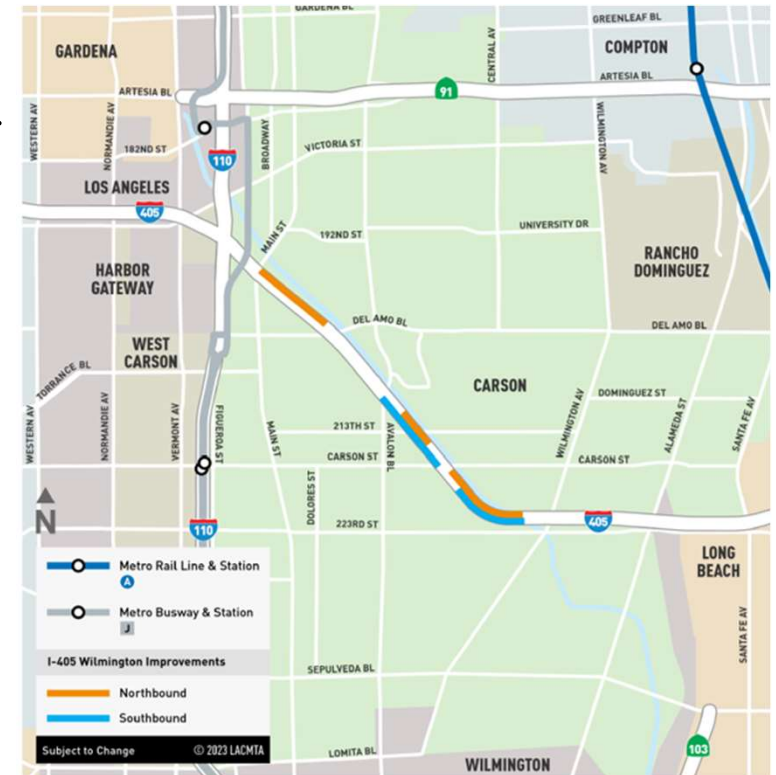 GARDENA BL
GREENLEAF BL
GARDENA
CENTRAL AV
COMPTON
ARTESIA BL
ARTESIA BL
91
WESTERN AV
NORMANDIE AV
BROADWAY
WILMINGTON AV
182ND ST
VICTORIA ST
110
LOS ANGELES
405
MAIN ST
192ND ST
UNIVERSITY DR
RANCHO
DOMINGUEZ
HARBOR
GATEWAY
DEL AMO BL
DEL AMO BL
WEST
CARSON
TORRANCE BL
CARSON
DOMINGUEZ ST
WESTERN AV
NORMANDIE AV
VERMONT AV
FIGUEROA ST
MAIN ST
213TH ST
AVALON BL
WILMINGTON AV
ALAMEDA ST
SANTA FE AV
CARSON ST
CARSON ST
DOLORES ST
N
110
223RD ST
405
LONG
BEACH
Metro Rail Line & Station
A
Metro Busway & Station
J
SANTA FE AV
I-405 Wilmington Improvements
SEPULVEDA BL
Northbound
Southbound
Subject to Change © 2023 LACMTA
LOMITA BL
WILMINGTON
103